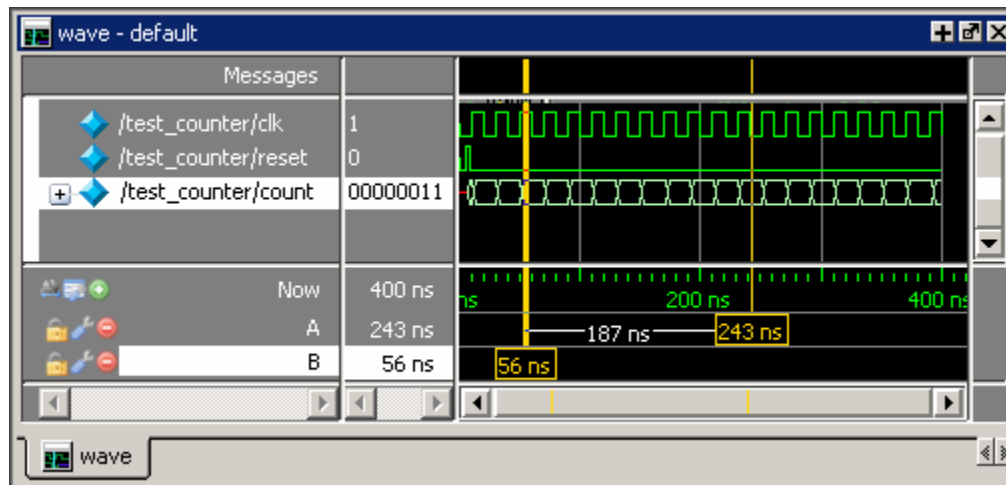 wave - default
Messages
/test_counter/clk 1
/test_counter/reset 0
/test_counter/count 00000011
Now 400 ns ns 200 ns 400 ns
A 243 ns 187 ns 243 ns
B 56 ns 56 ns
wave